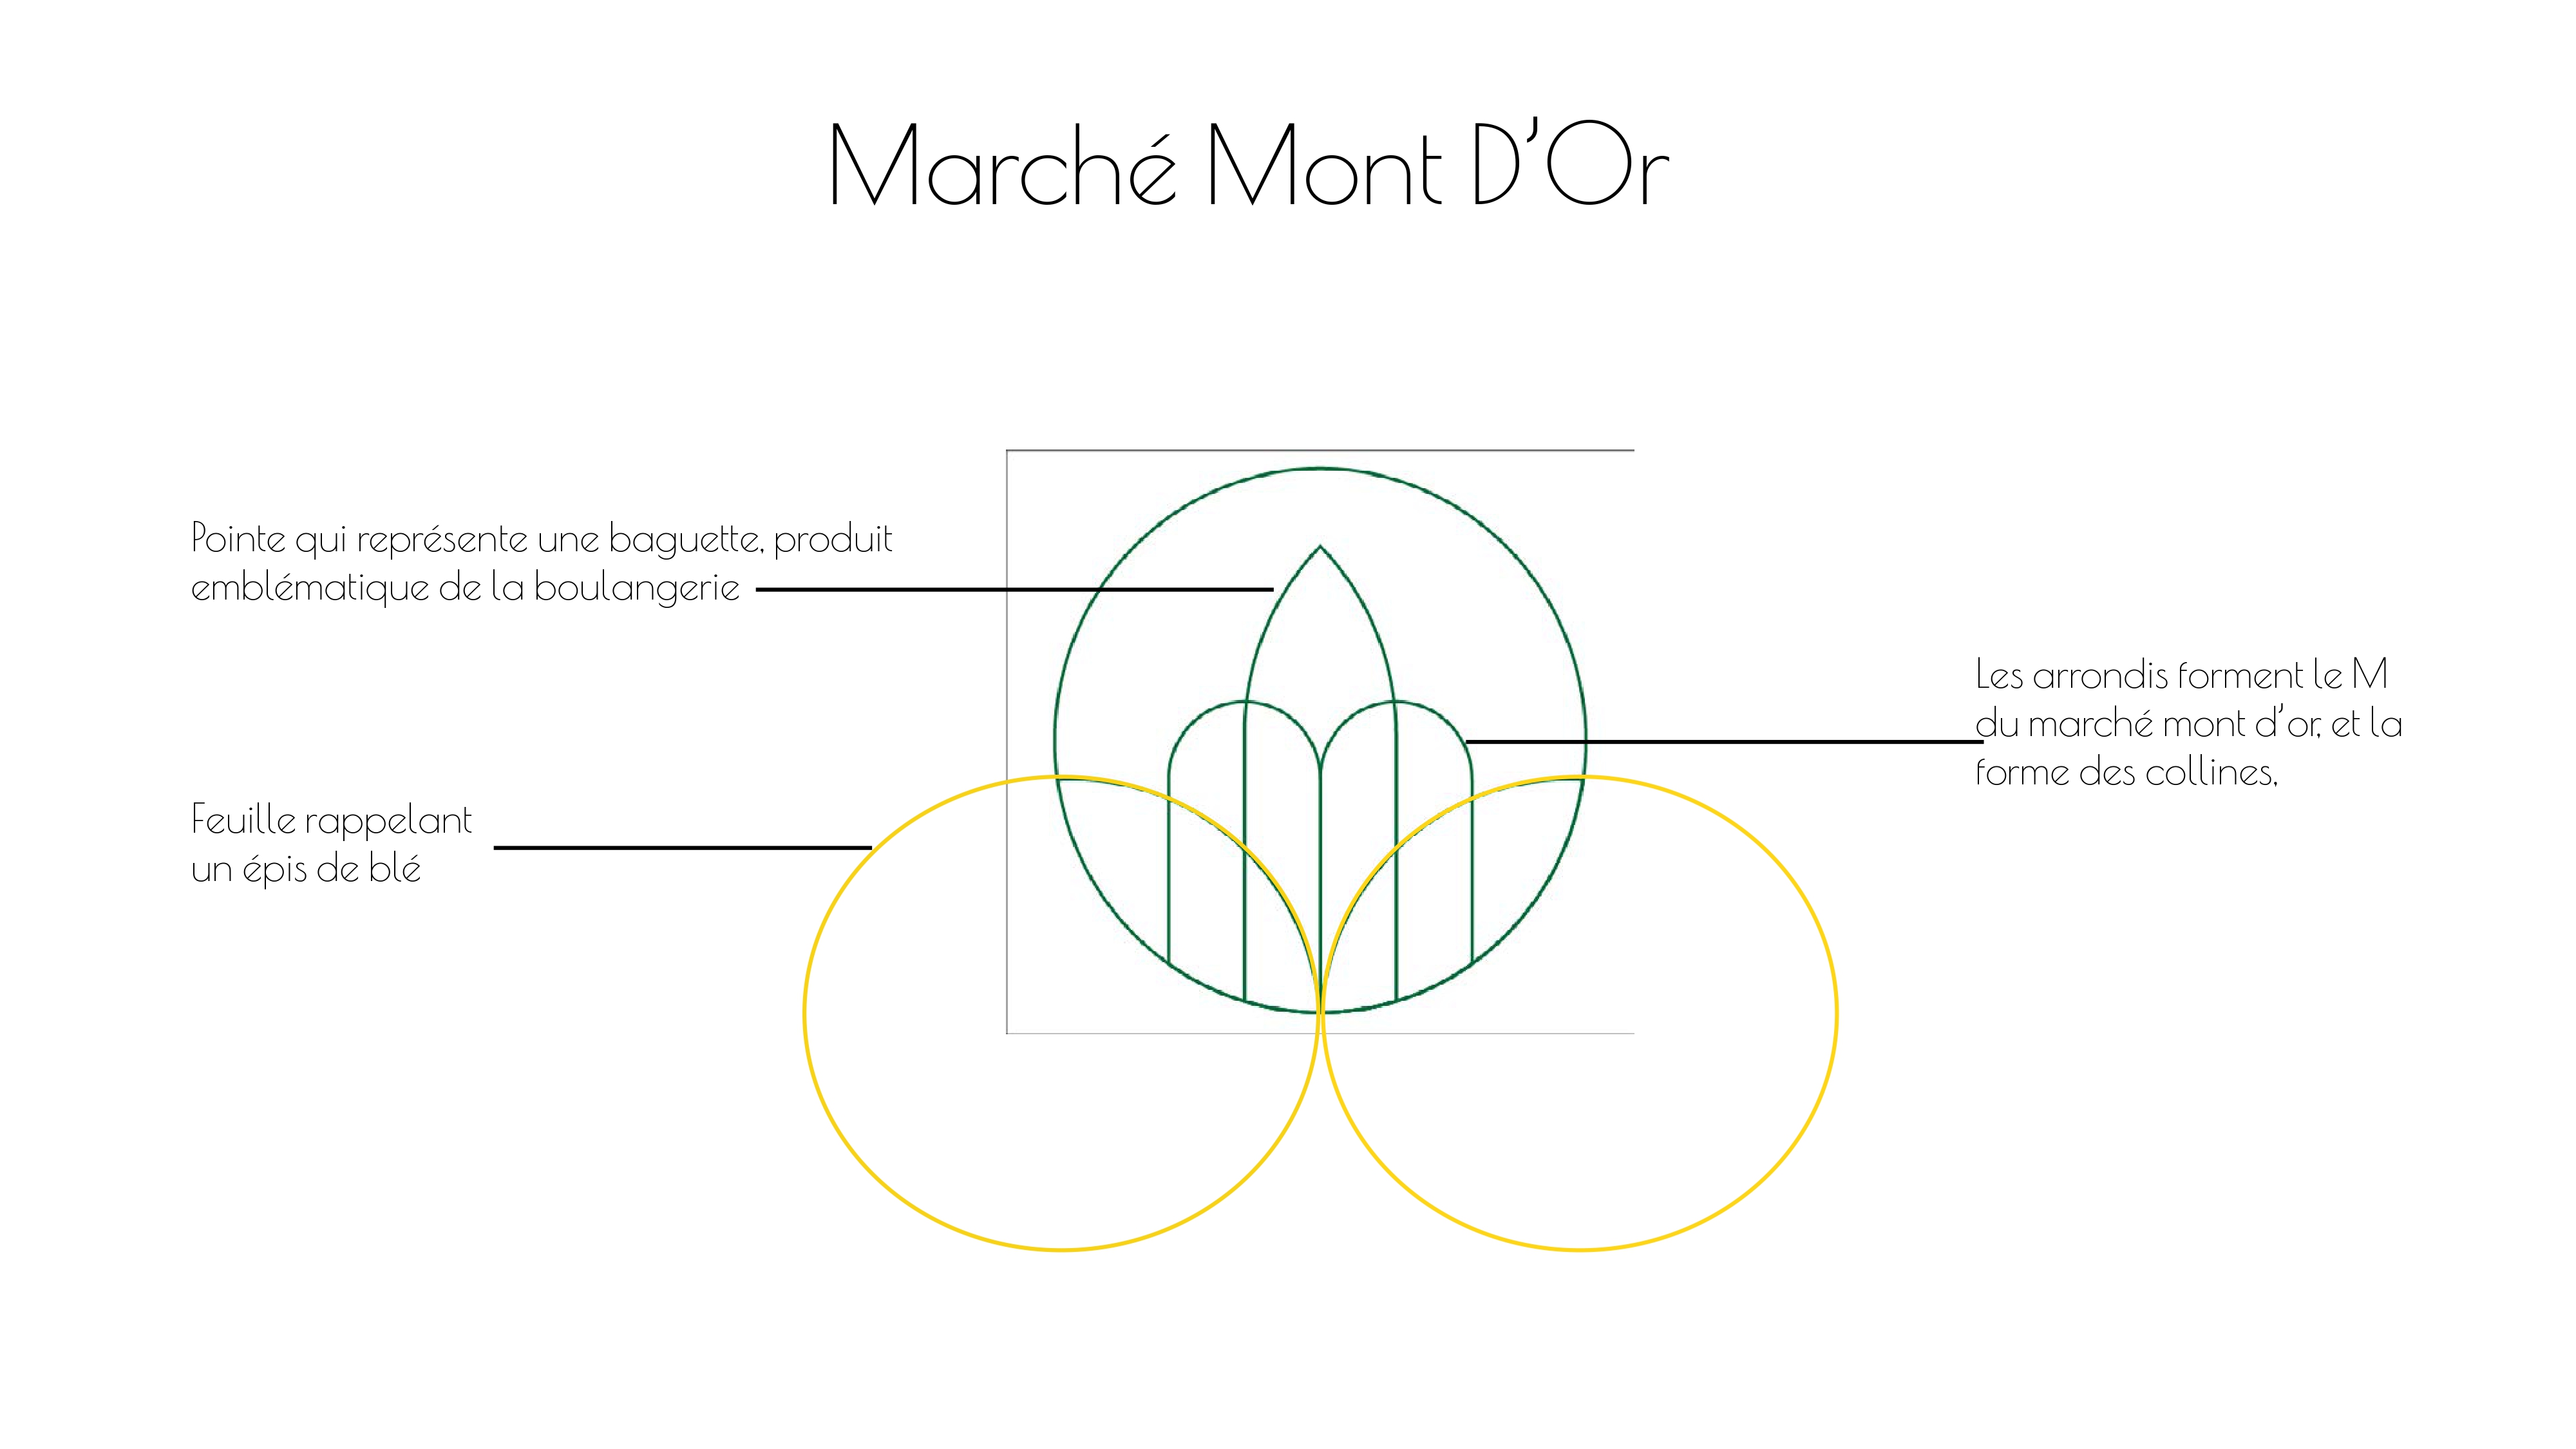 Marché Mont D'Or
Pointe qui représente une baguette, produit
emblématique de la boulangerie
Les arrondis forment le M
du marché mont d'or, et la
forme des collines,
Feuille rappelant
un épis de blé